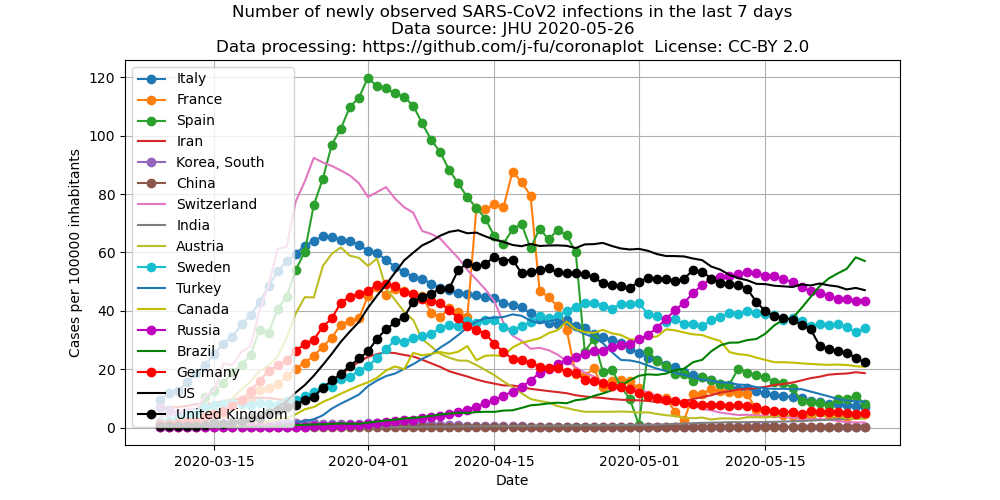 Number of newly observed SARS-CoV2 infections in the last 7 days
Data source: JHU 2020-05-26
Data processing: https://github.com/j-fu/coronaplot  License: CC-BY 2.0
120
100
80
60
40
20
0
Cases per 100000 inhabitants
Italy
France
Spain
Iran
Korea, South
China
Switzerland
India
Austria
Sweden
Turkey
Canada
Russia
Brazil
Germany
US
United Kingdom
2020-03-15
2020-04-01
2020-04-15
2020-05-01
2020-05-15
Date